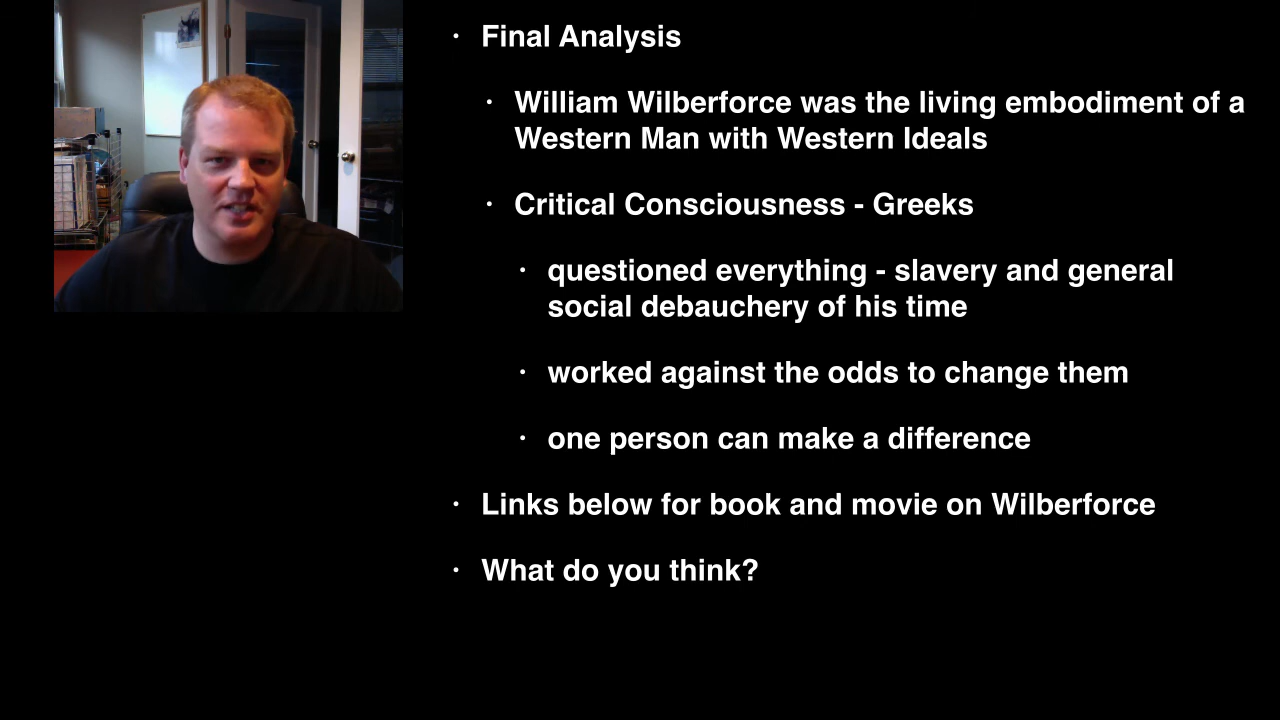 • Final Analysis
• William Wilberforce was the living embodiment of a
Western Man with Western Ideals
• Critical Consciousness - Greeks
• questioned everything - slavery and general
social debauchery of his time
• worked against the odds to change them
• one person can make a difference
• Links below for book and movie on Wilberforce
• What do you think?